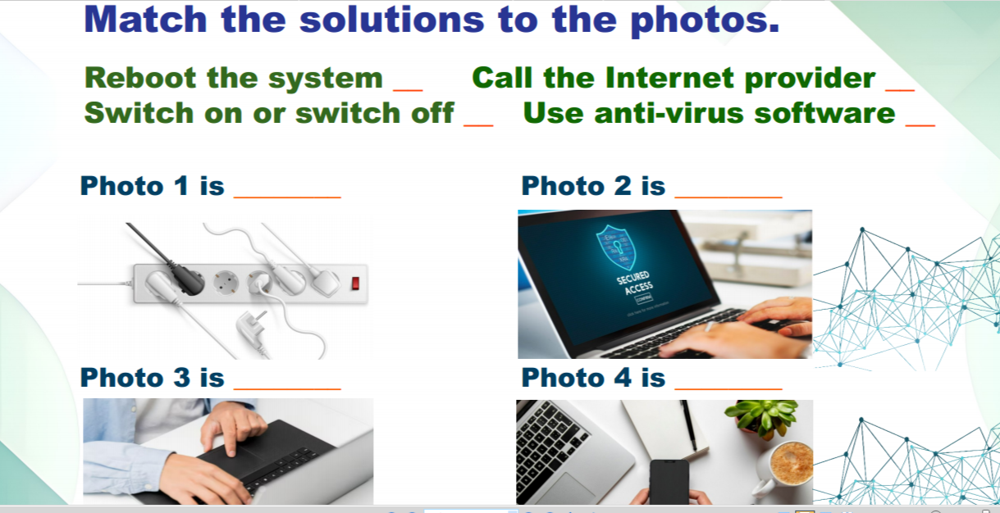 Match the solutions to the photos.
Reboot the system __ Call the Internet provider __
Switch on or switch off __ Use anti-virus software __
Photo 1 is ________ Photo 2 is ________
SECURED
ACCESS
Photo 3 is ________ Photo 4 is ________